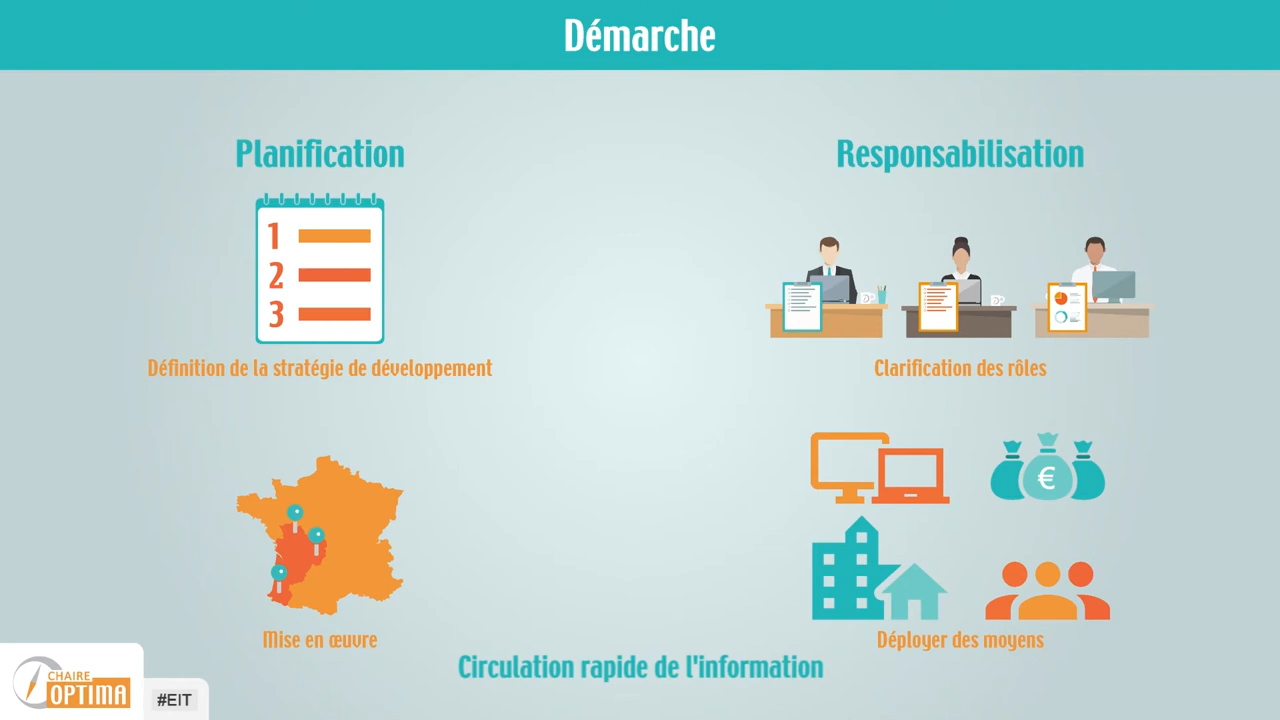 Démarche
Planification
1
2
3
Définition de la stratégie de développement
Mise en œuvre
Responsabilisation
Clarification des rôles
€
Déployer des moyens
Circulation rapide de l'information
CHAIRE
OPTIMA
#EIT